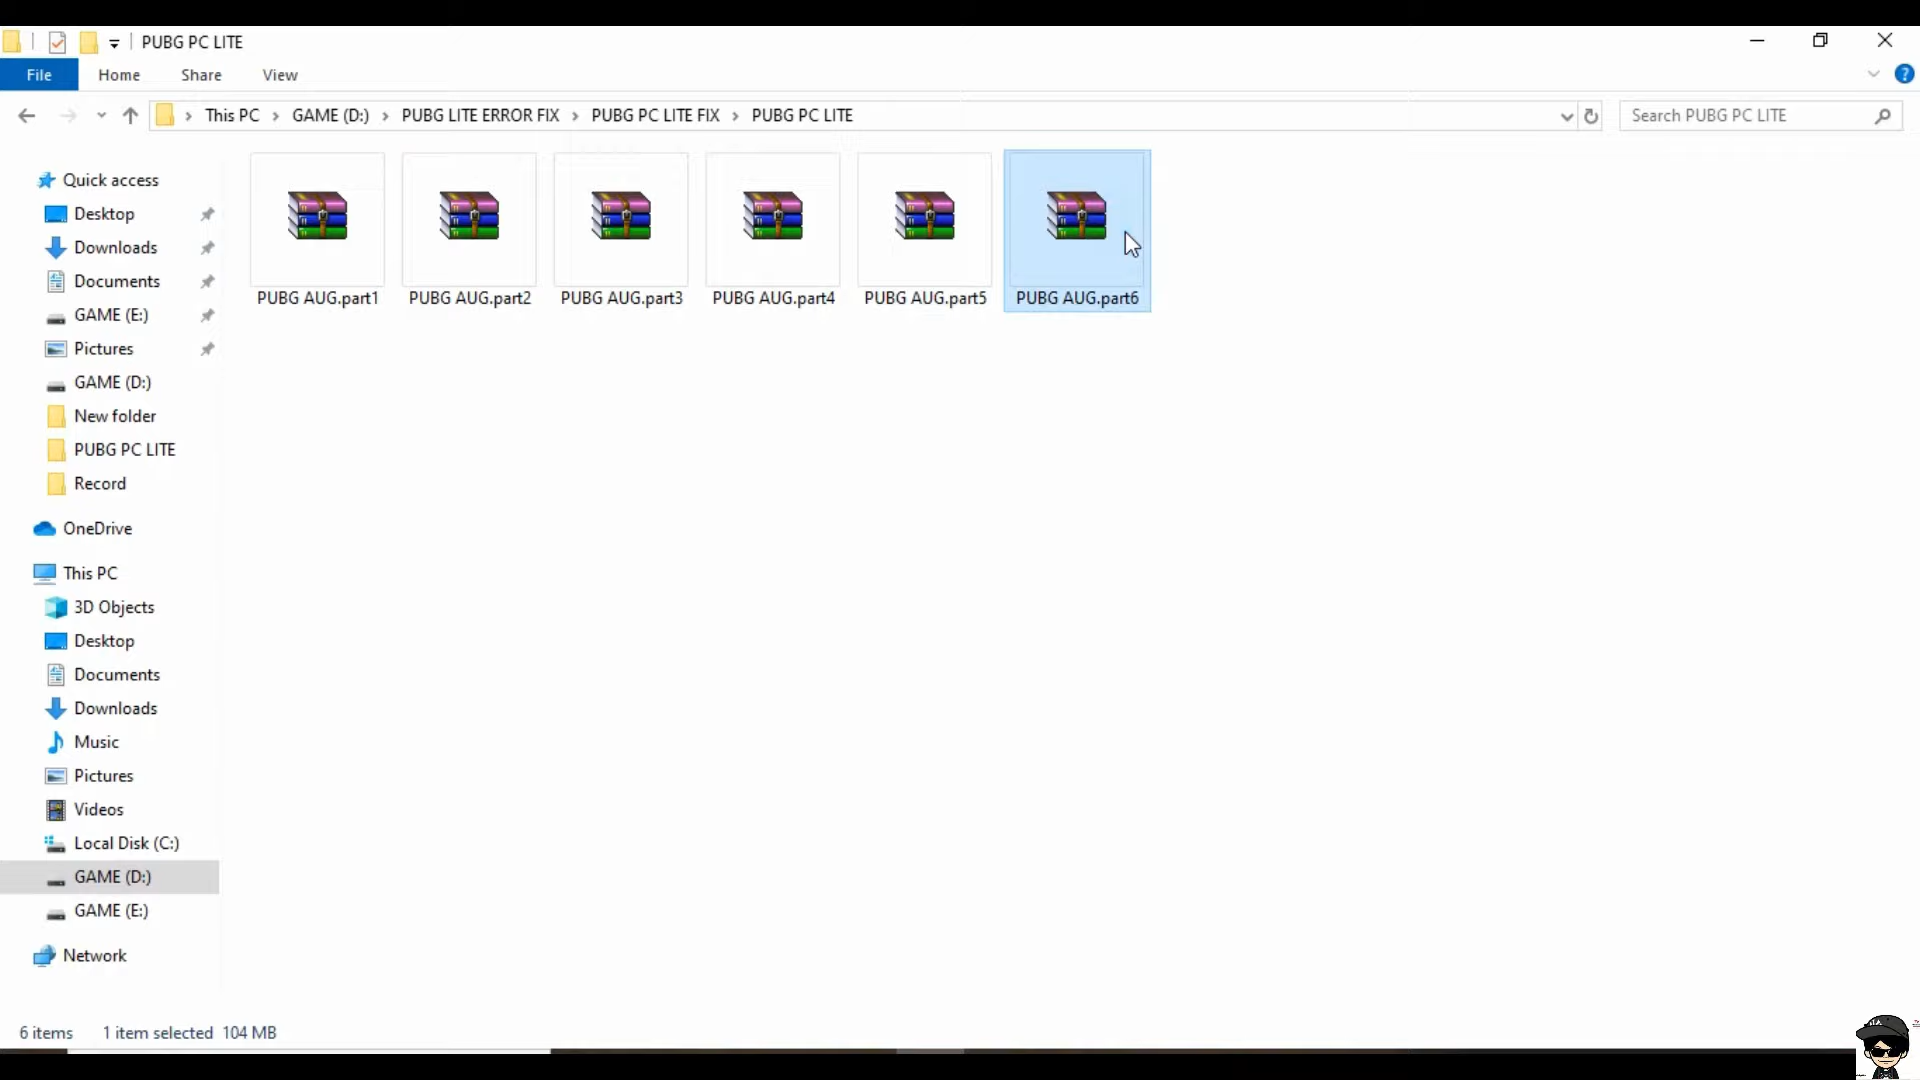 PUBG PC LITE
File Home Share View
This PC GAME (D:) PUBG LITE ERROR FIX PUBG PC LITE FIX PUBG PC LITE
Search PUBG PC LITE
PUBG AUG.part1 PUBG AUG.part2 PUBG AUG.part3 PUBG AUG.part4 PUBG AUG.part5 PUBG AUG.part6
Quick access
Desktop
Downloads
Documents
GAME (E:)
Pictures
GAME (D:)
New folder
PUBG PC LITE
Record
OneDrive
This PC
3D Objects
Desktop
Documents
Downloads
Music
Pictures
Videos
Local Disk (C:)
GAME (D:)
GAME (E:)
Network
6 items 1 item selected 104 MB